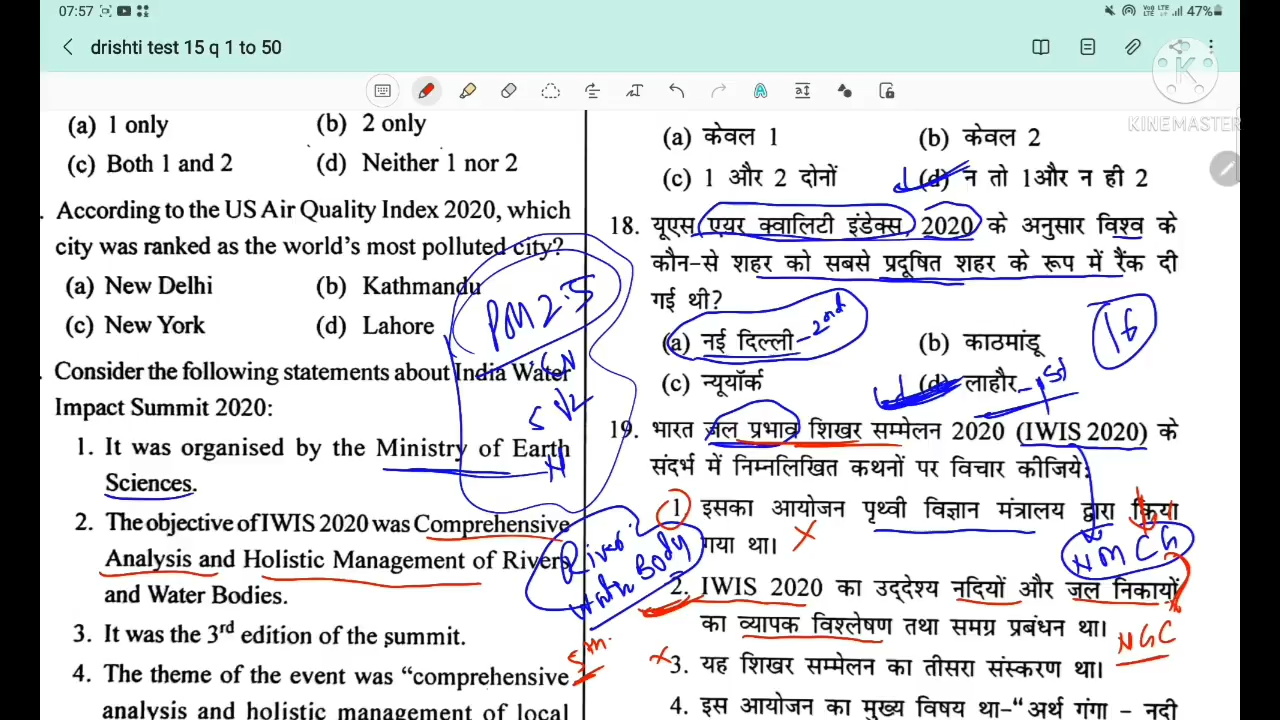 07:57
VoD LTE LTE 47%
drishti test 15 q 1 to 50
KINEMASTER
(a) 1 only (b) 2 only
(c) Both 1 and 2 (d) Neither 1 nor 2
According to the US Air Quality Index 2020, which
city was ranked as the world's most polluted city?
(a) New Delhi (b) Kathmandu
(c) New York (d) Lahore
PM 2.5
Consider the following statements about India Water
Impact Summit 2020:
1. It was organised by the Ministry of Earth
Sciences.
2. The objective of IWIS 2020 was Comprehensive
Analysis and Holistic Management of Rivers
and Water Bodies.
3. It was the 3rd edition of the summit.
4. The theme of the event was “comprehensive
analysis and holistic management of local
River
Water Body
5th
(a) केवल 1 (b) केवल 2
(c) 1 और 2 दोनों (d) न तो 1और न ही 2
18. यूएस एयर क्वालिटी इंडेक्स, 2020 के अनुसार विश्व के
कौन-से शहर को सबसे प्रदूषित शहर के रूप में रैंक दी
गई थी?
(a) नई दिल्ली - 2nd (b) काठमांडू
(c) न्यूयॉर्क (d) लाहौर - 1st
16
19. भारत जल प्रभाव शिखर सम्मेलन 2020 (IWIS 2020) के
संदर्भ में निम्नलिखित कथनों पर विचार कीजिये:
1. इसका आयोजन पृथ्वी विज्ञान मंत्रालय द्वारा किया
गया था।
NMCG
2. IWIS 2020 का उद्देश्य नदियों और जल निकायों
का व्यापक विश्लेषण तथा समग्र प्रबंधन था।
NGC
3. यह शिखर सम्मेलन का तीसरा संस्करण था।
4. इस आयोजन का मुख्य विषय था-“अर्थ गंगा - नदी